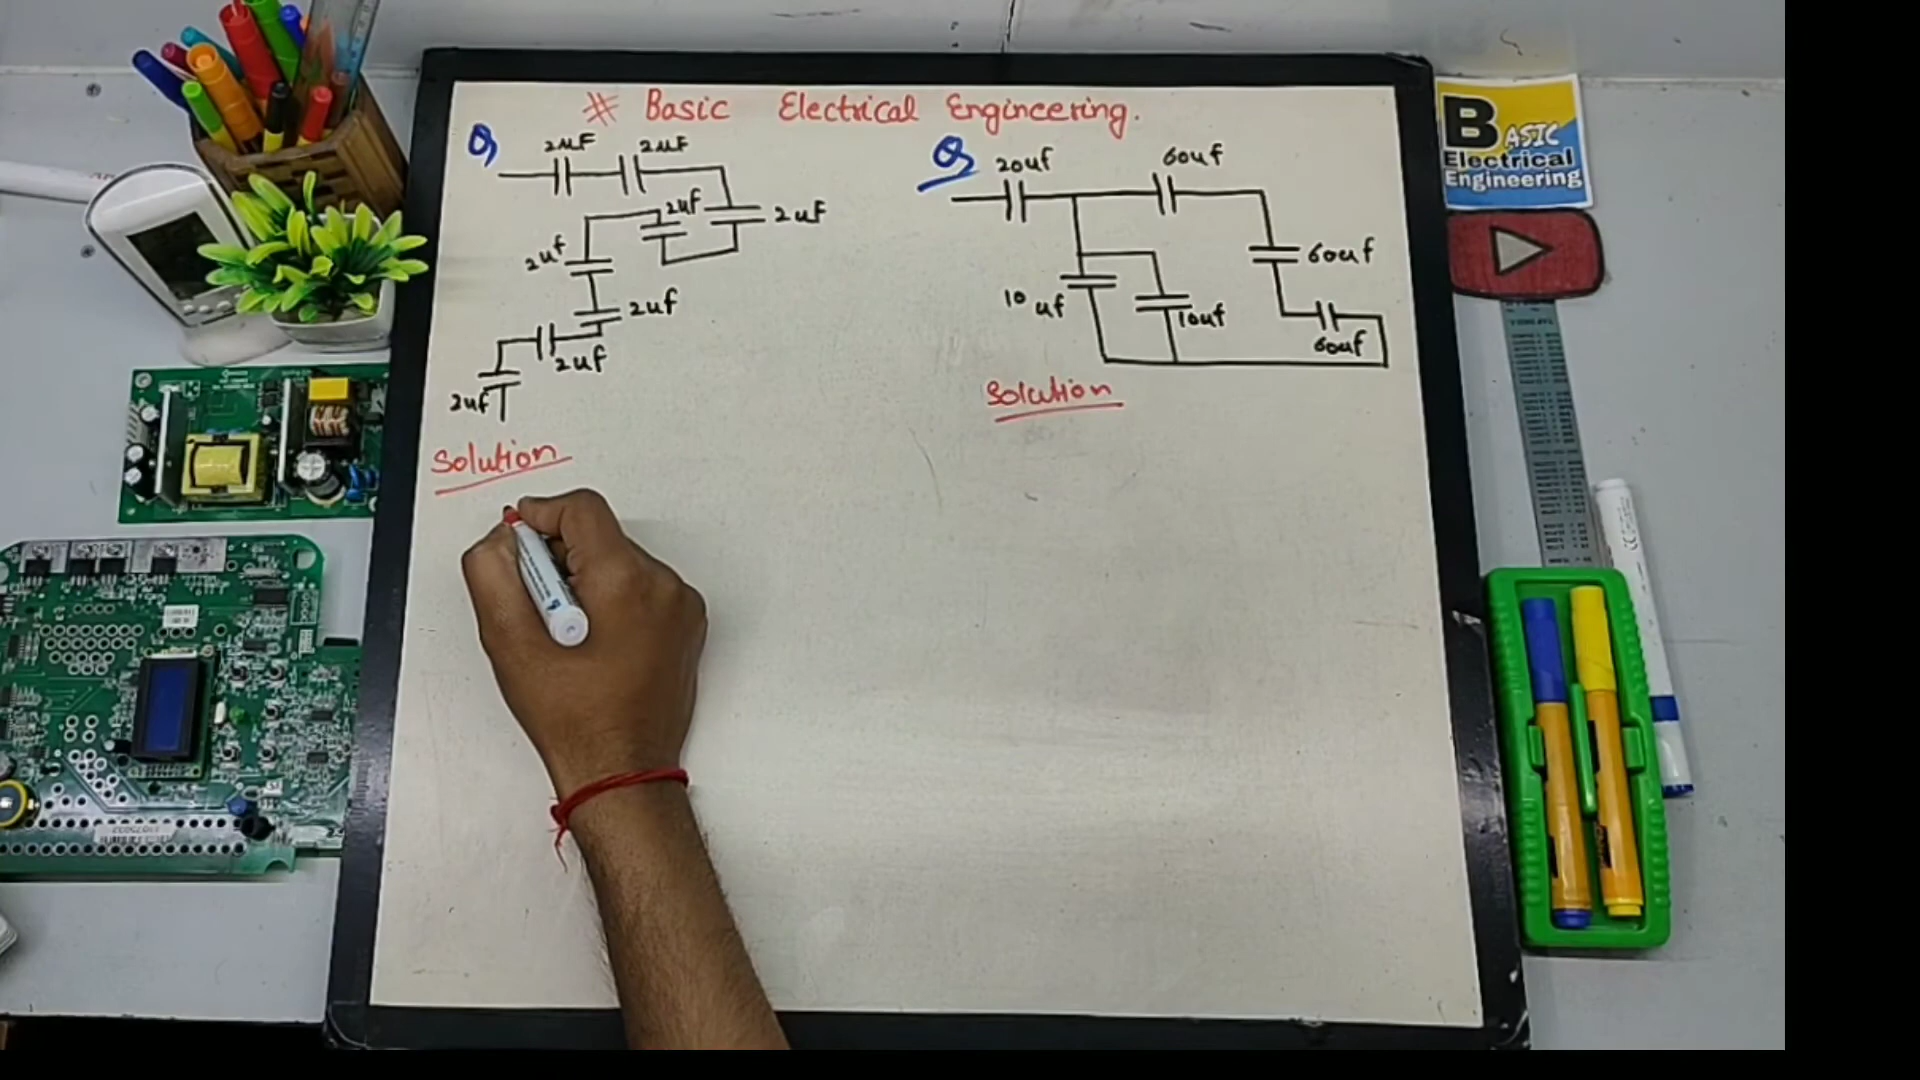 # Basic Electrical Engineering.
Q
2uF
2uF
2uf
2uf
2uf
2uf
2uf
2uf
Solution
Q
20uf
60uf
60uf
10 uf
10uf
60uf
Solution
BASIC
Electrical
Engineering